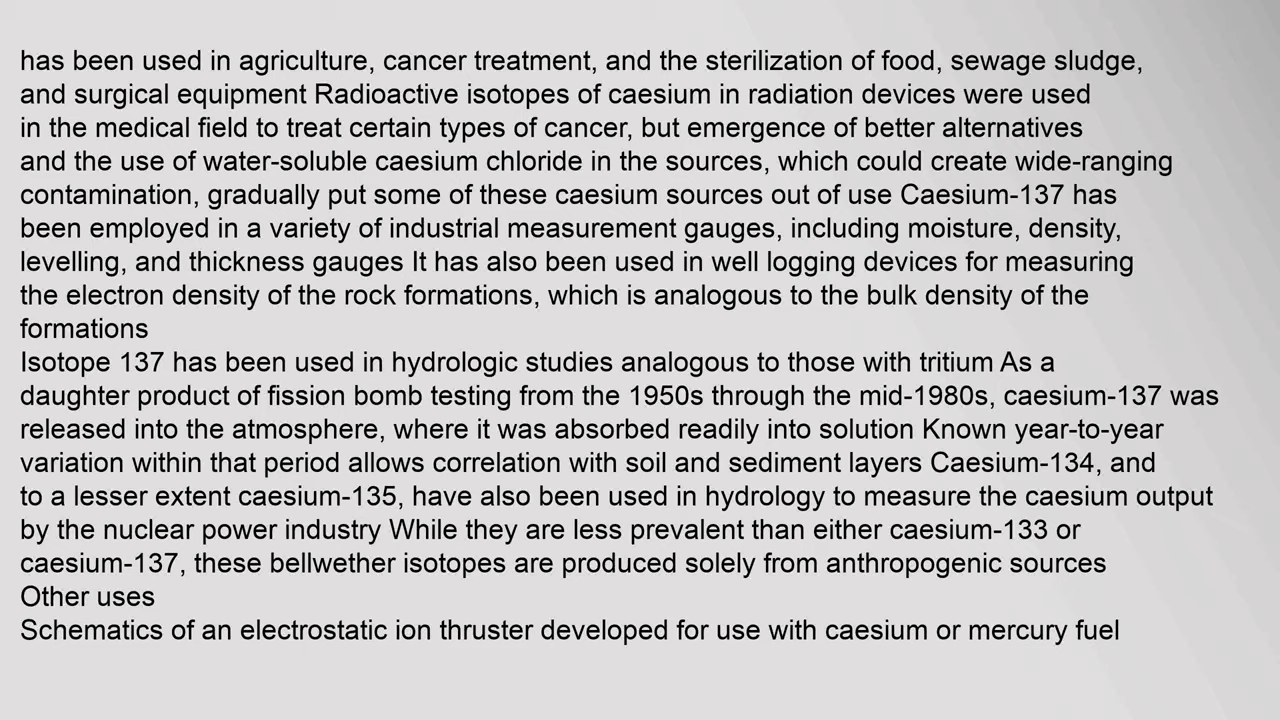 has been used in agriculture, cancer treatment, and the sterilization of food, sewage sludge,
and surgical equipment Radioactive isotopes of caesium in radiation devices were used
in the medical field to treat certain types of cancer, but emergence of better alternatives
and the use of water-soluble caesium chloride in the sources, which could create wide-ranging
contamination, gradually put some of these caesium sources out of use Caesium-137 has
been employed in a variety of industrial measurement gauges, including moisture, density,
levelling, and thickness gauges It has also been used in well logging devices for measuring
the electron density of the rock formations, which is analogous to the bulk density of the
formations
Isotope 137 has been used in hydrologic studies analogous to those with tritium As a
daughter product of fission bomb testing from the 1950s through the mid-1980s, caesium-137 was
released into the atmosphere, where it was absorbed readily into solution Known year-to-year
variation within that period allows correlation with soil and sediment layers Caesium-134, and
to a lesser extent caesium-135, have also been used in hydrology to measure the caesium output
by the nuclear power industry While they are less prevalent than either caesium-133 or
caesium-137, these bellwether isotopes are produced solely from anthropogenic sources
Other uses
Schematics of an electrostatic ion thruster developed for use with caesium or mercury fuel